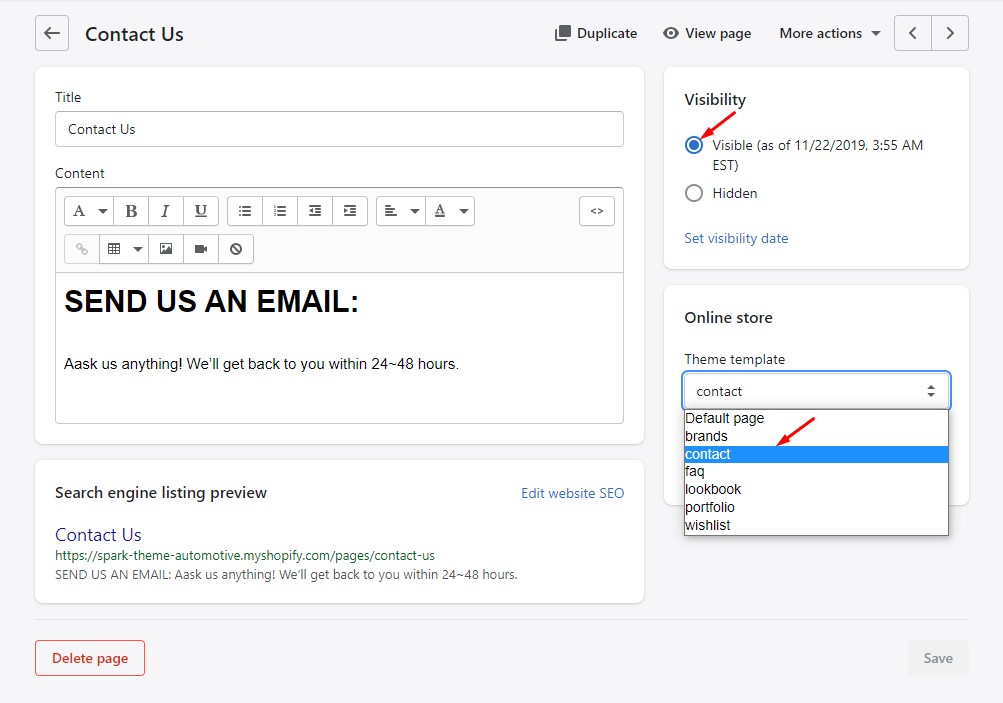 Contact Us
Duplicate
View page
More actions
Title
Contact Us
Content
A
B
I
U
A
<>
SEND US AN EMAIL:
Aask us anything! We’ll get back to you within 24~48 hours.
Search engine listing preview
Edit website SEO
Contact Us
https://spark-theme-automotive.myshopify.com/pages/contact-us
SEND US AN EMAIL: Aask us anything! We’ll get back to you within 24~48 hours.
Visibility
Visible (as of 11/22/2019, 3:55 AM
EST)
Hidden
Set visibility date
Online store
Theme template
contact
Default page
brands
contact
faq
lookbook
portfolio
wishlist
Delete page
Save